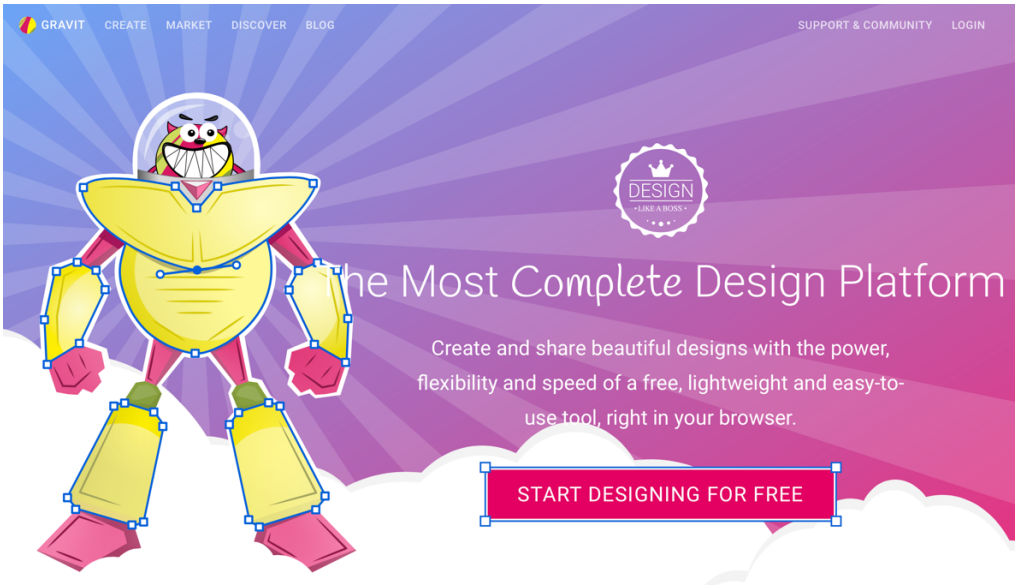 GRAVIT CREATE MARKET DISCOVER BLOG SUPPORT & COMMUNITY LOGIN
DESIGN
• LIKE A BOSS •
The Most Complete Design Platform
Create and share beautiful designs with the power,
flexibility and speed of a free, lightweight and easy-to-
use tool, right in your browser.
START DESIGNING FOR FREE